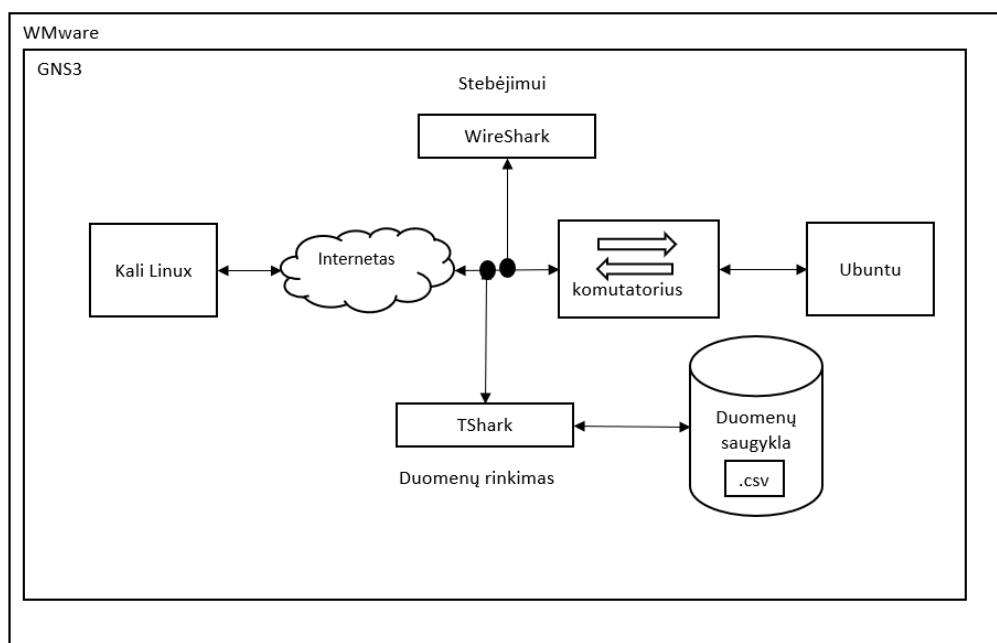 WMware
GNS3
Stebėjimui
WireShark
Kali Linux
Internetas
komutatorius
Ubuntu
TShark
Duomenų rinkimas
Duomenų
saugykla
.csv